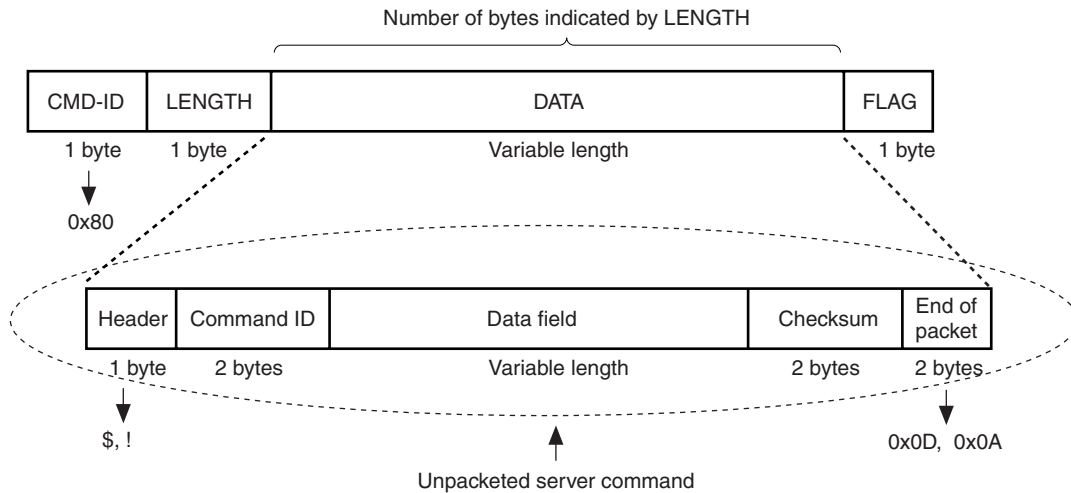 Number of bytes indicated by LENGTH
CMD-ID LENGTH DATA FLAG
1 byte 1 byte Variable length 1 byte
0x80
Header Command ID Data field Checksum End of
packet
1 byte 2 bytes Variable length 2 bytes 2 bytes
$, ! 0x0D, 0x0A
Unpacketed server command